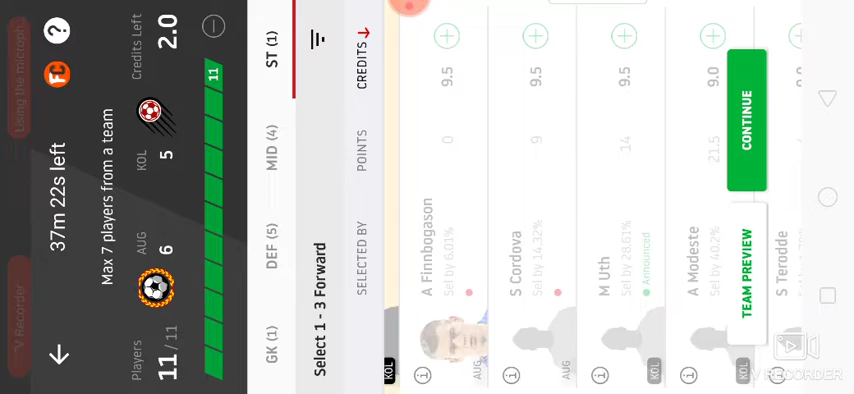 37m 22s left
FC
?
Max 7 players from a team
Players
11 / 11
AUG
6
KOL
5
Credits Left
2.0
11
GK (1)
DEF (5)
MID (4)
ST (1)
Select 1 - 3 Forward
SELECTED BY
POINTS
CREDITS
KOL
A Finnbogason
Sel by 6.01%
0
9.5
AUG
S Cordova
Sel by 14.32%
9
9.5
AUG
M Uth
Sel by 28.61%
Announced
14
9.5
KOL
A Modeste
Sel by 40.2%
21.5
9.0
KOL
S Terodde
TEAM PREVIEW
CONTINUE
V Recorder
Using the microph
V RECORDER